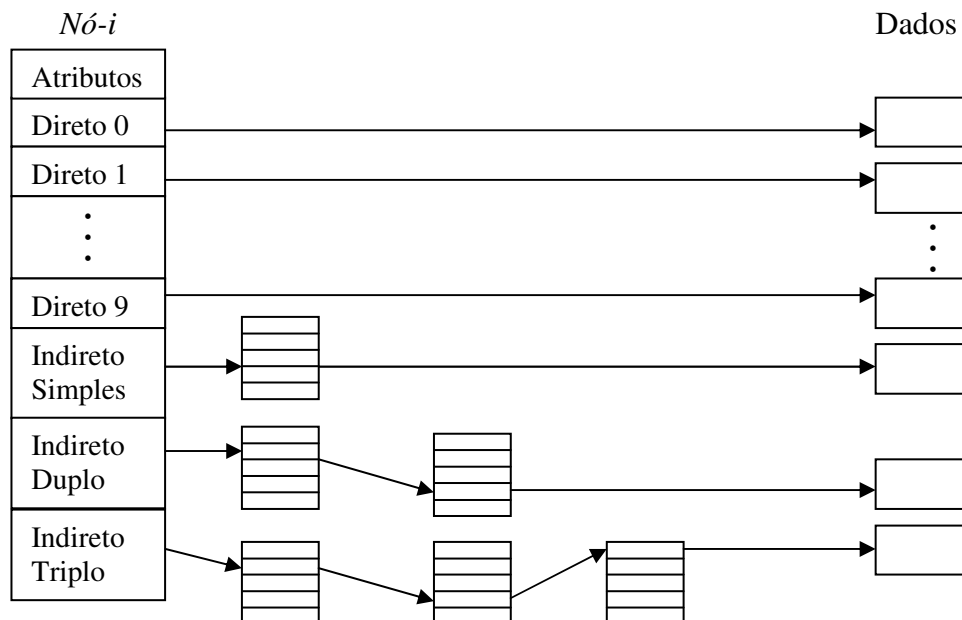 Nó-i
Dados
Atributos
Direto 0
Direto 1
Direto 9
Indireto
Simples
Indireto
Duplo
Indireto
Triplo